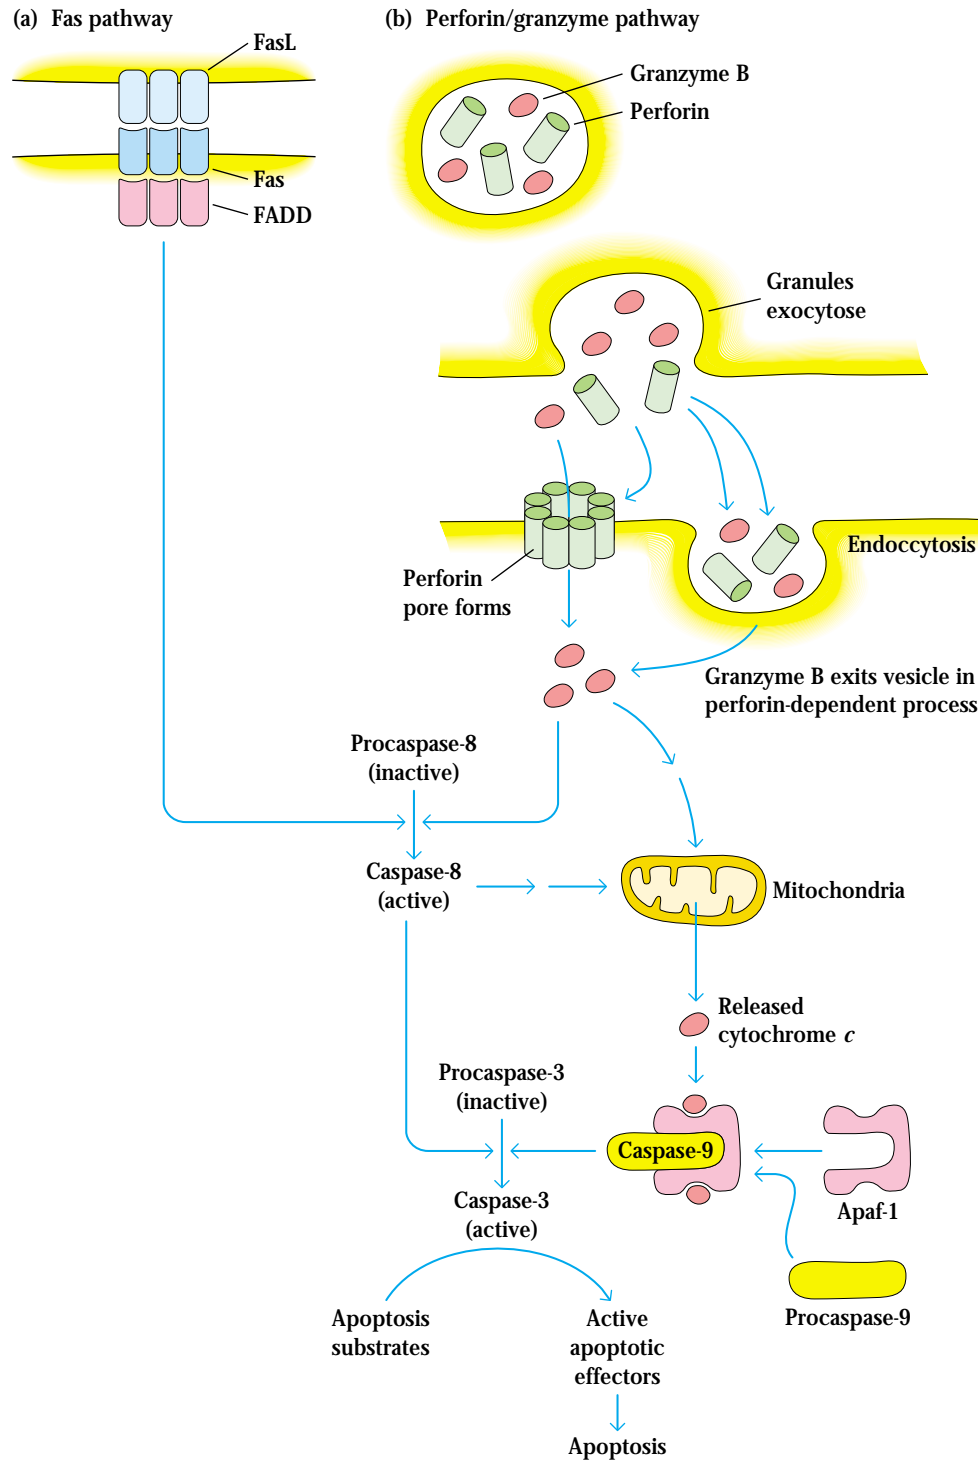 (a) Fas pathway
FasL
Fas
FADD
(b) Perforin/granzyme pathway
Granzyme B
Perforin
Granules
exocytose
Endoccytosis
Perforin
pore forms
Granzyme B exits vesicle in
perforin-dependent process
Procaspase-8
(inactive)
Caspase-8
(active)
Mitochondria
Released
cytochrome c
Procaspase-3
(inactive)
Caspase-9
Apaf-1
Caspase-3
(active)
Procaspase-9
Apoptosis
substrates
Active
apoptotic
effectors
Apoptosis